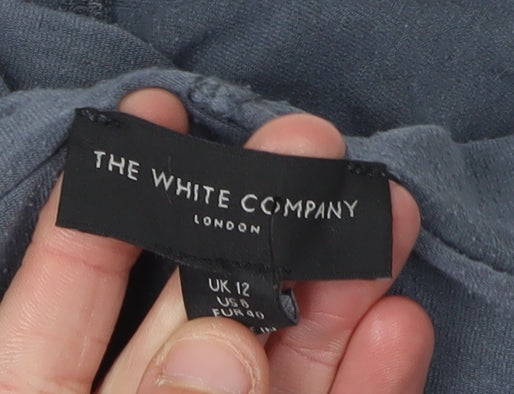 THE WHITE COMPANY
LONDON
UK 12
US 8
EUR 40